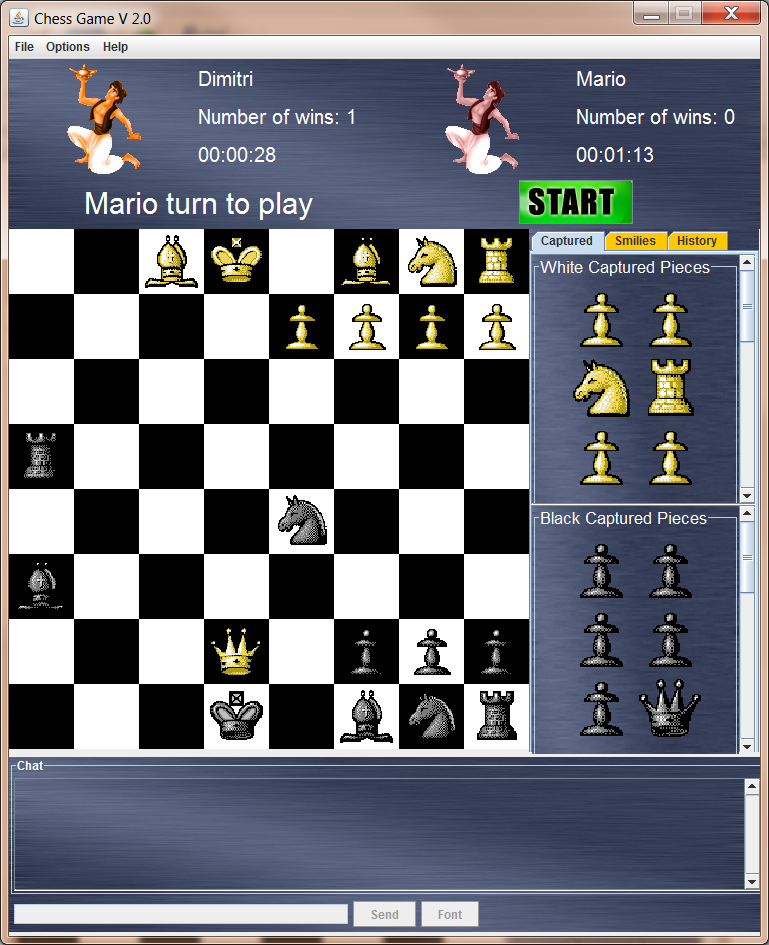 Chess Game V 2.0
File Options Help
Dimitri
Number of wins: 1
00:00:28
Mario
Number of wins: 0
00:01:13
Mario turn to play
START
Captured Smilies History
White Captured Pieces
Black Captured Pieces
Chat
Send Font